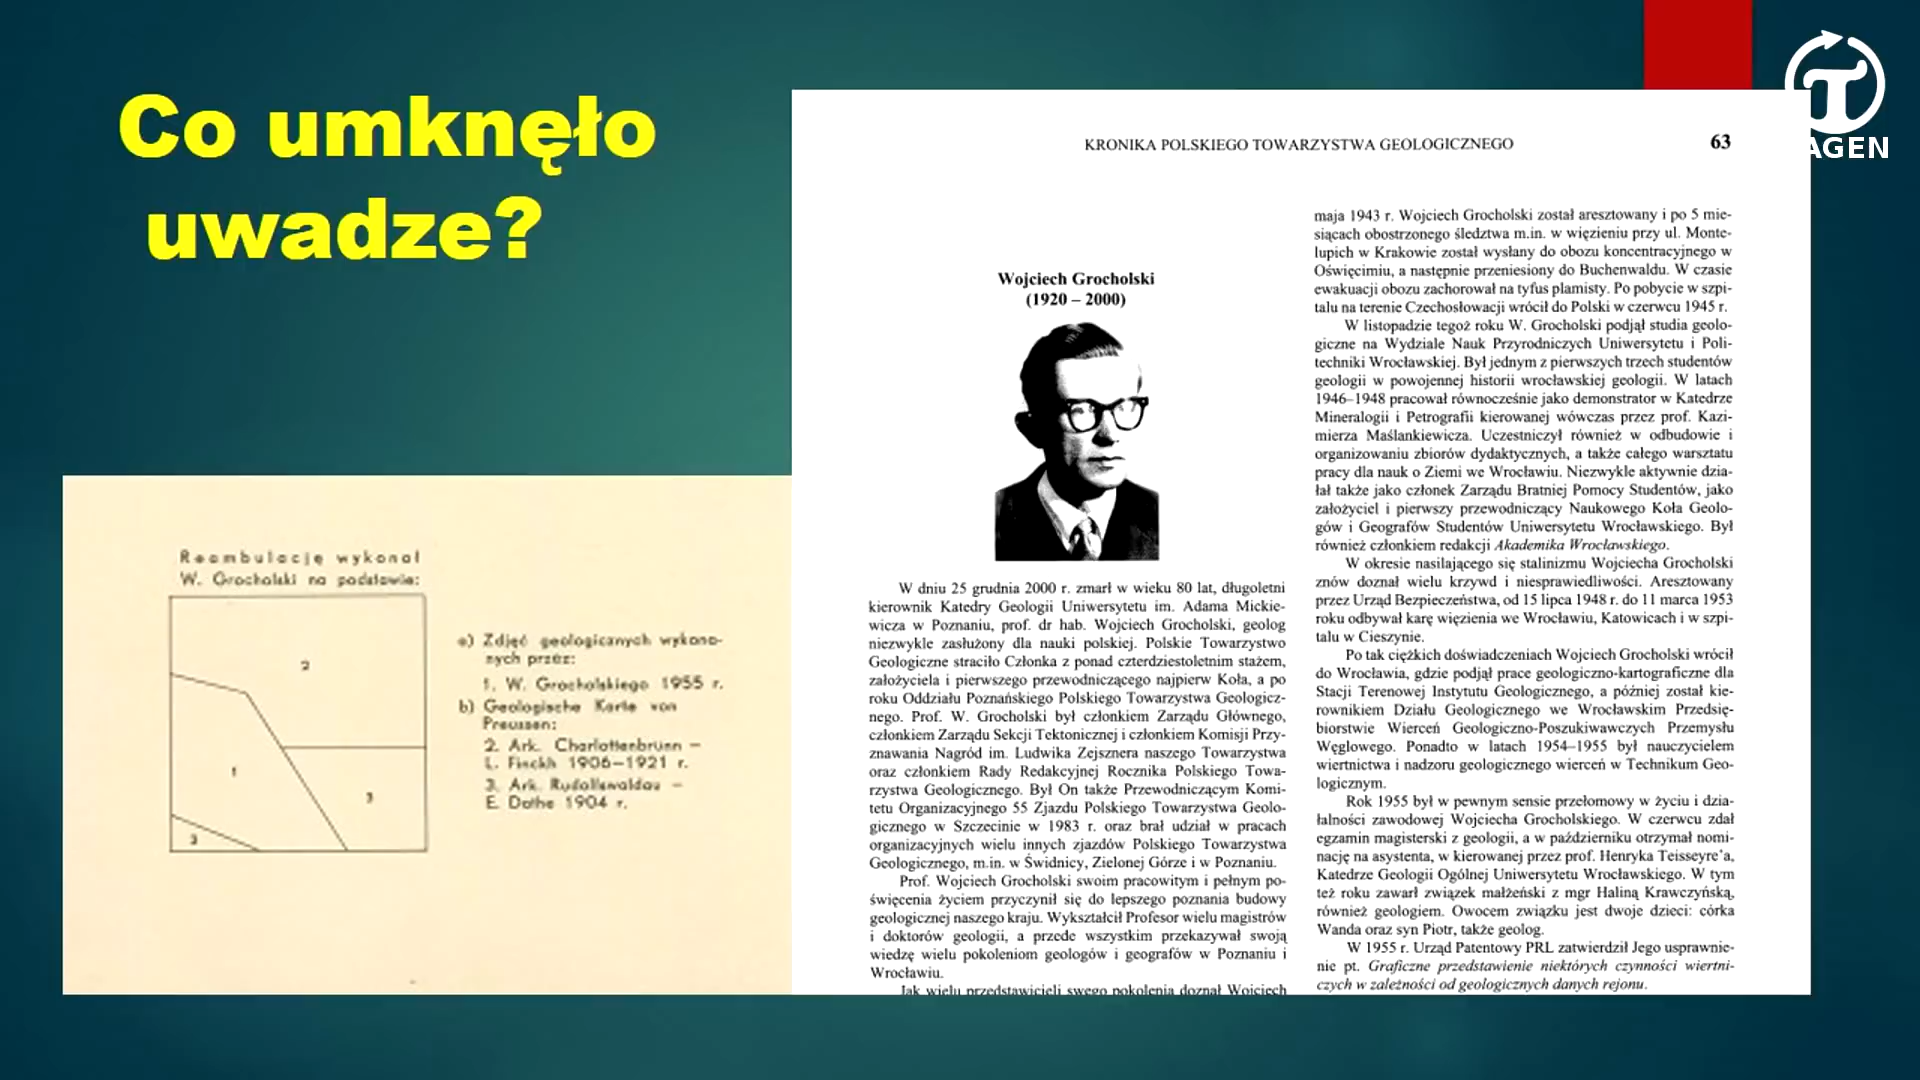 Co umknęło
uwadze?
TAGEN
Reambulację wykonał
W. Grocholski na podstawie:
2
1
3
3
a) Zdjęć geologicznych wykona-
nych przez:
1. W. Grocholskiego 1955 r.
b) Geologische Karte von
Preussen:
2. Ark. Charlottenbrunn –
L. Finckh 1906–1921 r.
3. Ark. Rudolfswaldau –
E. Dathe 1904 r.
KRONIKA POLSKIEGO TOWARZYSTWA GEOLOGICZNEGO
63
Wojciech Grocholski
(1920 – 2000)
W dniu 25 grudnia 2000 r. zmarł w wieku 80 lat, długoletni
kierownik Katedry Geologii Uniwersytetu im. Adama Mickie-
wicza w Poznaniu, prof. dr hab. Wojciech Grocholski, geolog
niezwykle zasłużony dla nauki polskiej. Polskie Towarzystwo
Geologiczne straciło Członka z ponad czterdziestoletnim stażem,
założyciela i pierwszego przewodniczącego najpierw Koła, a po
roku Oddziału Poznańskiego Polskiego Towarzystwa Geologicz-
nego. Prof. W. Grocholski był członkiem Zarządu Głównego,
członkiem Zarządu Sekcji Tektonicznej i członkiem Komisji Przy-
znawania Nagród im. Ludwika Zejsznera naszego Towarzystwa
oraz członkiem Rady Redakcyjnej Rocznika Polskiego Towa-
rzystwa Geologicznego. Był On także Przewodniczącym Komi-
tetu Organizacyjnego 55 Zjazdu Polskiego Towarzystwa Geolo-
gicznego w Szczecinie w 1983 r. oraz brał udział w pracach
organizacyjnych wielu innych zjazdów Polskiego Towarzystwa
Geologicznego, m.in. w Świdnicy, Zielonej Górze i w Poznaniu.
Prof. Wojciech Grocholski swoim pracowitym i pełnym po-
święcenia życiem przyczynił się do lepszego poznania budowy
geologicznej naszego kraju. Wykształcił Profesor wielu magistrów
i doktorów geologii, a przede wszystkim przekazywał swoją
wiedzę wielu pokoleniom geologów i geografów w Poznaniu i
Wrocławiu.
Jak wielu przedstawicieli swego pokolenia doznał Wojciech
maja 1943 r. Wojciech Grocholski został aresztowany i po 5 mie-
siącach obostrzonego śledztwa m.in. w więzieniu przy ul. Monte-
lupich w Krakowie został wysłany do obozu koncentracyjnego w
Oświęcimiu, a następnie przeniesiony do Buchenwaldu. W czasie
ewakuacji obozu zachorował na tyfus plamisty. Po pobycie w szpi-
talu na terenie Czechosłowacji wrócił do Polski w czerwcu 1945 r.
W listopadzie tegoż roku W. Grocholski podjął studia geolo-
giczne na Wydziale Nauk Przyrodniczych Uniwersytetu i Poli-
techniki Wrocławskiej. Był jednym z pierwszych trzech studentów
geologii w powojennej historii wrocławskiej geologii. W latach
1946–1948 pracował równocześnie jako demonstrator w Katedrze
Mineralogii i Petrografii kierowanej wówczas przez prof. Kazi-
mierza Maślankiewicza. Uczestniczył również w odbudowie i
organizowaniu zbiorów dydaktycznych, a także całego warsztatu
pracy dla nauk o Ziemi we Wrocławiu. Niezwykle aktywnie dzia-
łał także jako członek Zarządu Bratniej Pomocy Studentów, jako
założyciel i pierwszy przewodniczący Naukowego Koła Geolo-
gów i Geografów Studentów Uniwersytetu Wrocławskiego. Był
również członkiem redakcji Akademika Wrocławskiego.
W okresie nasilającego się stalinizmu Wojciecha Grocholski
znów doznał wielu krzywd i niesprawiedliwości. Aresztowany
przez Urząd Bezpieczeństwa, od 15 lipca 1948 r. do 11 marca 1953
roku odbywał karę więzienia we Wrocławiu, Katowicach i w szpi-
talu w Cieszynie.
Po tak ciężkich doświadczeniach Wojciech Grocholski wrócił
do Wrocławia, gdzie podjął prace geologiczno-kartograficzne dla
Stacji Terenowej Instytutu Geologicznego, a później został kie-
rownikiem Działu Geologicznego we Wrocławskim Przedsię-
biorstwie Wierceń Geologiczno-Poszukiwawczych Przemysłu
Węglowego. Ponadto w latach 1954–1955 był nauczycielem
wiertnictwa i nadzoru geologicznego wierceń w Technikum Geo-
logicznym.
Rok 1955 był w pewnym sensie przełomowy w życiu i dzia-
łalności zawodowej Wojciecha Grocholskiego. W czerwcu zdał
egzamin magisterski z geologii, a w październiku otrzymał nomi-
nację na asystenta, w kierowanej przez prof. Henryka Teisseyre'a,
Katedrze Geologii Ogólnej Uniwersytetu Wrocławskiego. W tym
też roku zawarł związek małżeński z mgr Haliną Krawczyńską,
również geologiem. Owocem związku jest dwoje dzieci: córka
Wanda oraz syn Piotr, także geolog.
W 1955 r. Urząd Patentowy PRL zatwierdził Jego usprawnie-
nie pt. Graficzne przedstawienie niektórych czynności wiertni-
czych w zależności od geologicznych danych rejonu.